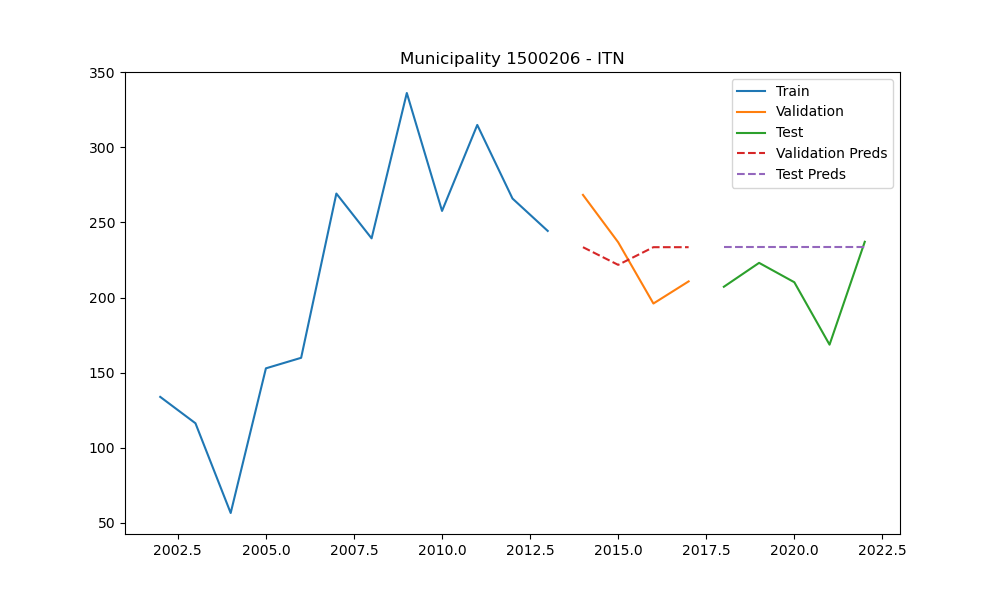 Municipality 1500206 - ITN
350
300
250
200
150
100
50
Train
Validation
Test
Validation Preds
Test Preds
2002.5 2005.0 2007.5 2010.0 2012.5 2015.0 2017.5 2020.0 2022.5